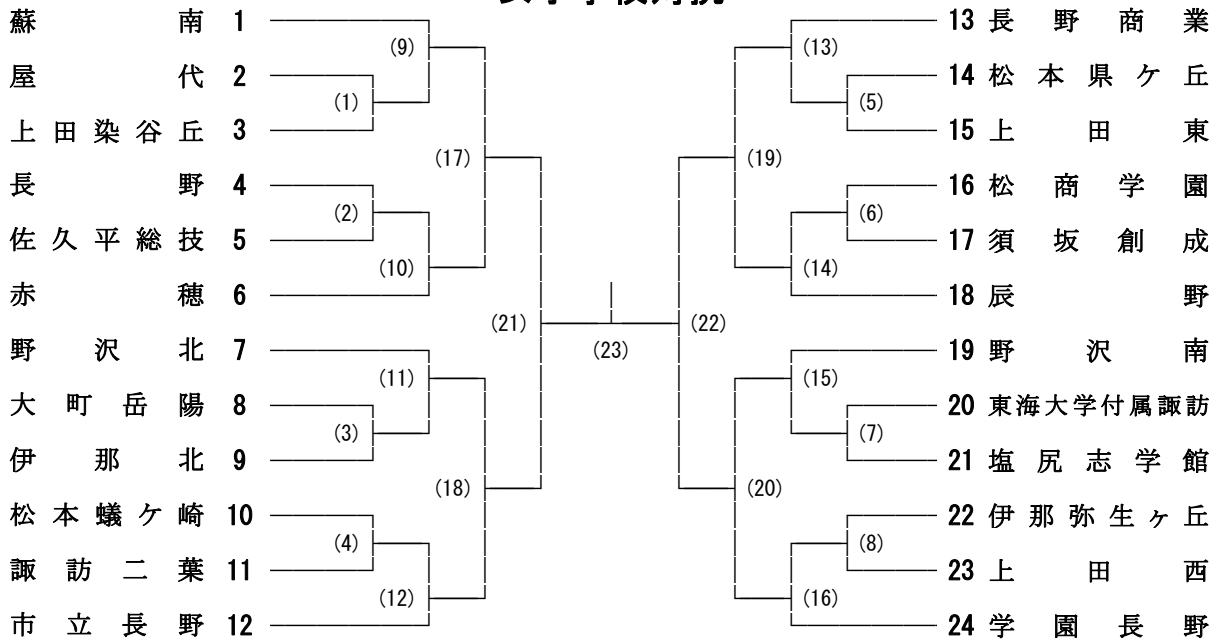 蘇南 1
屋代 2
上田染谷丘 3
長野 4
佐久平総技 5
赤穂 6
野沢北 7
大町岳陽 8
伊那北 9
松本蟻ケ崎 10
諏訪二葉 11
市立長野 12
(1)
(2)
(3)
(4)
(9)
(10)
(11)
(12)
(17)
(18)
(21)
(23)
(22)
(19)
(20)
(13)
(14)
(15)
(16)
(5)
(6)
(7)
(8)
13 長野商業
14 松本県ケ丘
15 上田東
16 松商学園
17 須坂創成
18 辰野
19 野沢南
20 東海大学付属諏訪
21 塩尻志学館
22 伊那弥生ヶ丘
23 上田西
24 学園長野